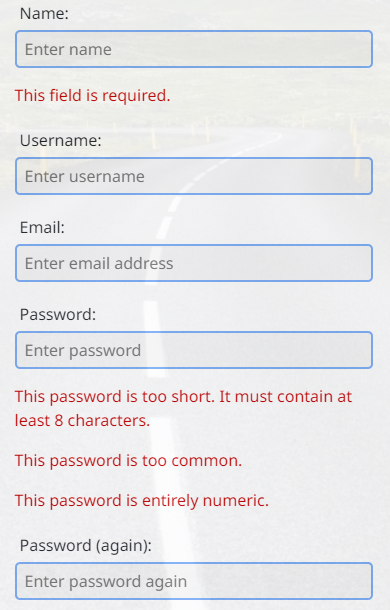 Name:
Enter name
This field is required.
Username:
Enter username
Email:
Enter email address
Password:
Enter password
This password is too short. It must contain at
least 8 characters.
This password is too common.
This password is entirely numeric.
Password (again):
Enter password again